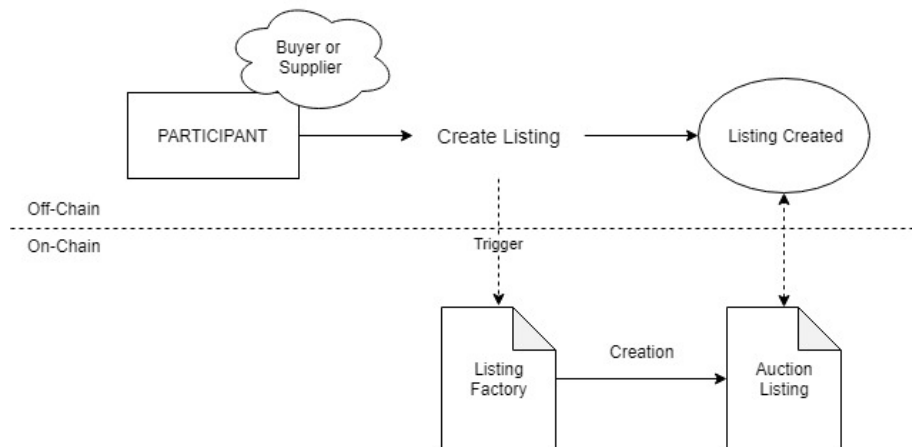 Buyer or
Supplier
PARTICIPANT
Create Listing
Listing Created
Off-Chain
On-Chain
Trigger
Creation
Listing
Factory
Auction
Listing